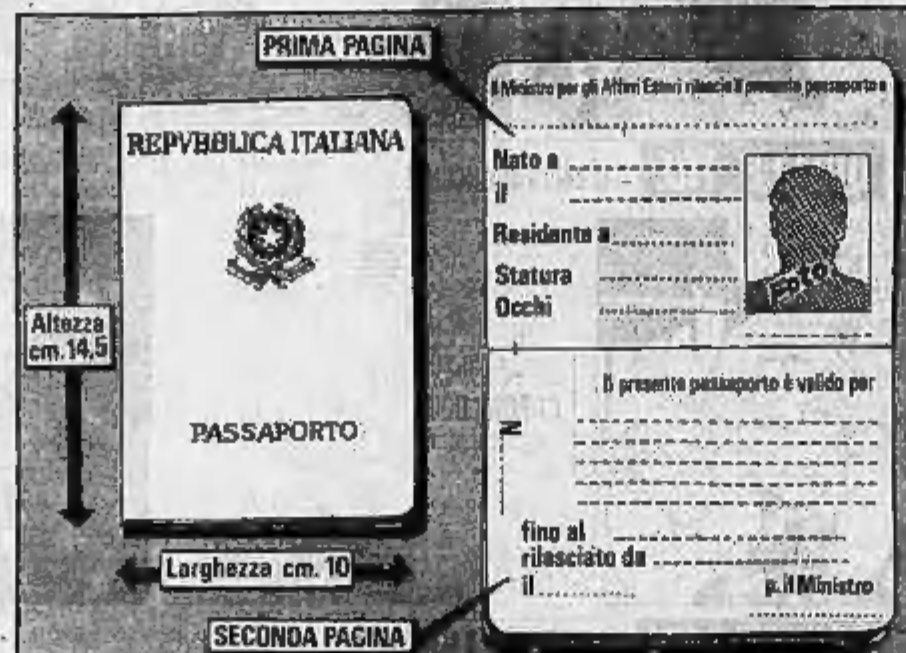 PRIMA PAGINA
REPVBBLICA ITALIANA
PASSAPORTO
Altezza
cm. 14,5
Larghezza cm. 10
SECONDA PAGINA
Il Ministro per gli Affari Esteri rilascia il presente passaporto a
Nato a
il
Residente a
Statura
Occhi
Foto
Il presente passaporto è valido per
N
fino al
rilasciato da
il
p. il Ministro